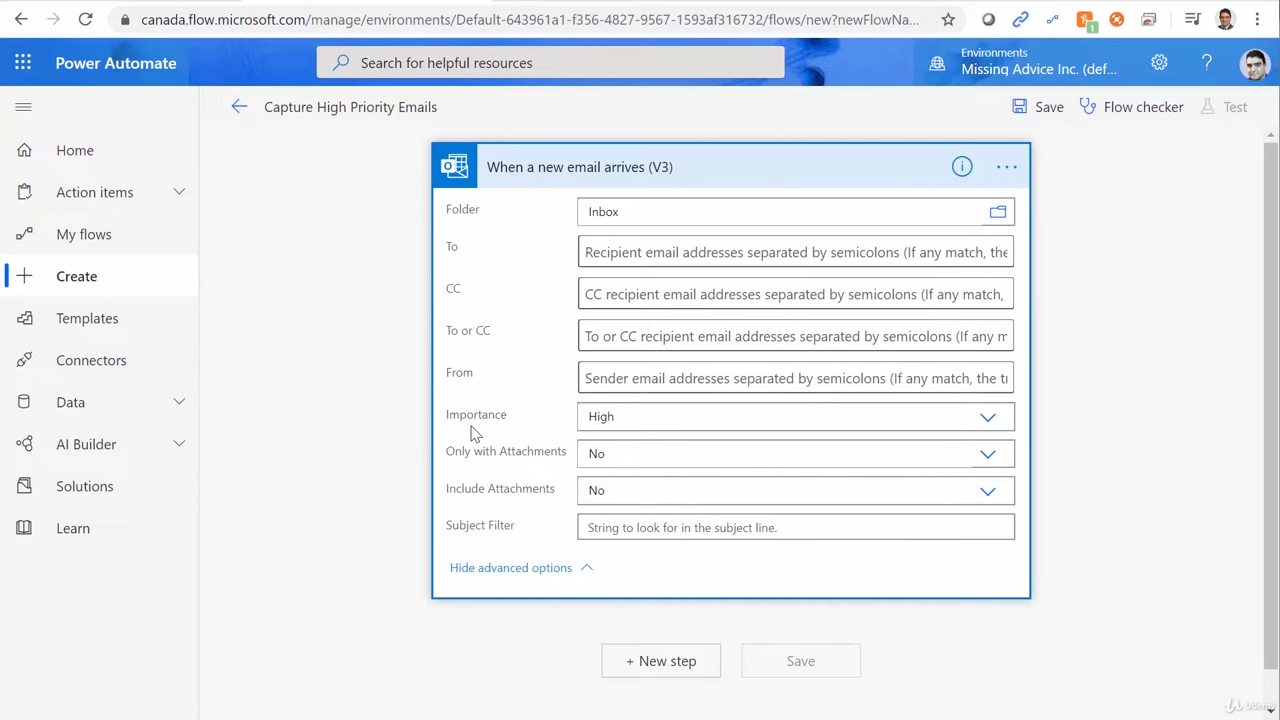 canada.flow.microsoft.com/manage/environments/Default-643961a1-f356-4827-9567-1593af316732/flows/new?newFlowNa...
1
Power Automate
Search for helpful resources
Environments
Missing Advice Inc. (def...
Capture High Priority Emails
Save
Flow checker
Test
Home
Action items
My flows
Create
Templates
Connectors
Data
AI Builder
Solutions
Learn
When a new email arrives (V3)
Folder
Inbox
To
Recipient email addresses separated by semicolons (If any match, the
CC
CC recipient email addresses separated by semicolons (If any match,
To or CC
To or CC recipient email addresses separated by semicolons (If any m
From
Sender email addresses separated by semicolons (If any match, the tr
Importance
High
Only with Attachments
No
Include Attachments
No
Subject Filter
String to look for in the subject line.
Hide advanced options
+ New step
Save
Udemy